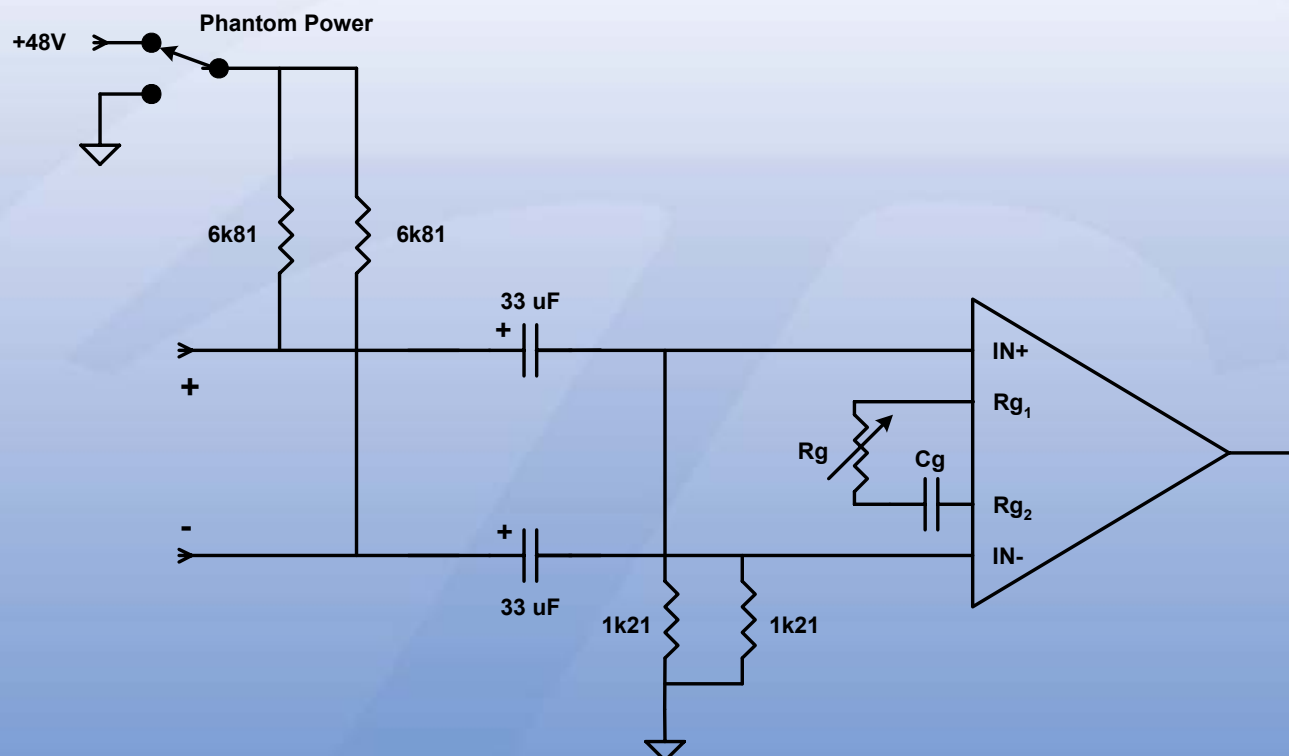 Phantom Power
+48V
6k81 6k81
33 uF
+
+
IN+
Rg1
Rg Cg
Rg2
-
+
IN-
33 uF
1k21 1k21